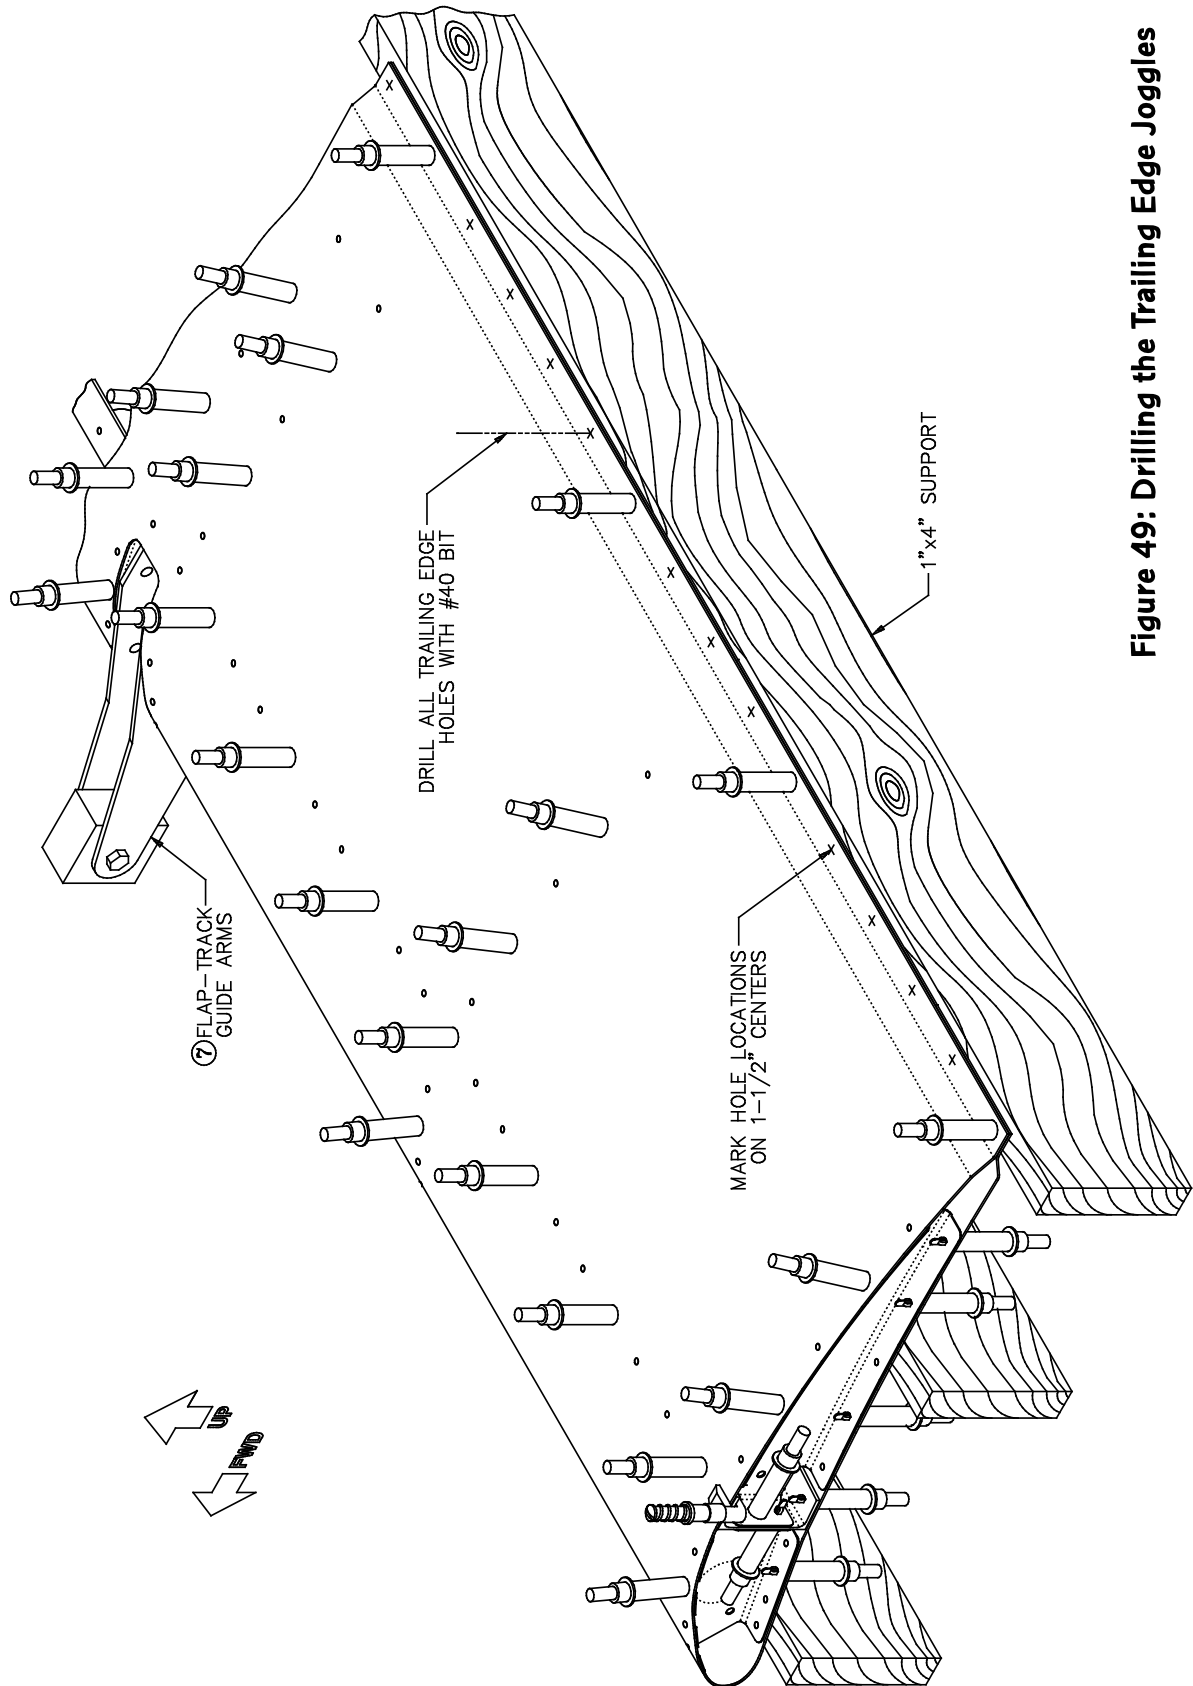 ⑦ FLAP-TRACK
GUIDE ARMS
DRILL ALL TRAILING EDGE
HOLES WITH #40 BIT
MARK HOLE LOCATIONS
ON 1-1/2" CENTERS
1"x4" SUPPORT
UP
FWD
Figure 49: Drilling the Trailing Edge Joggles